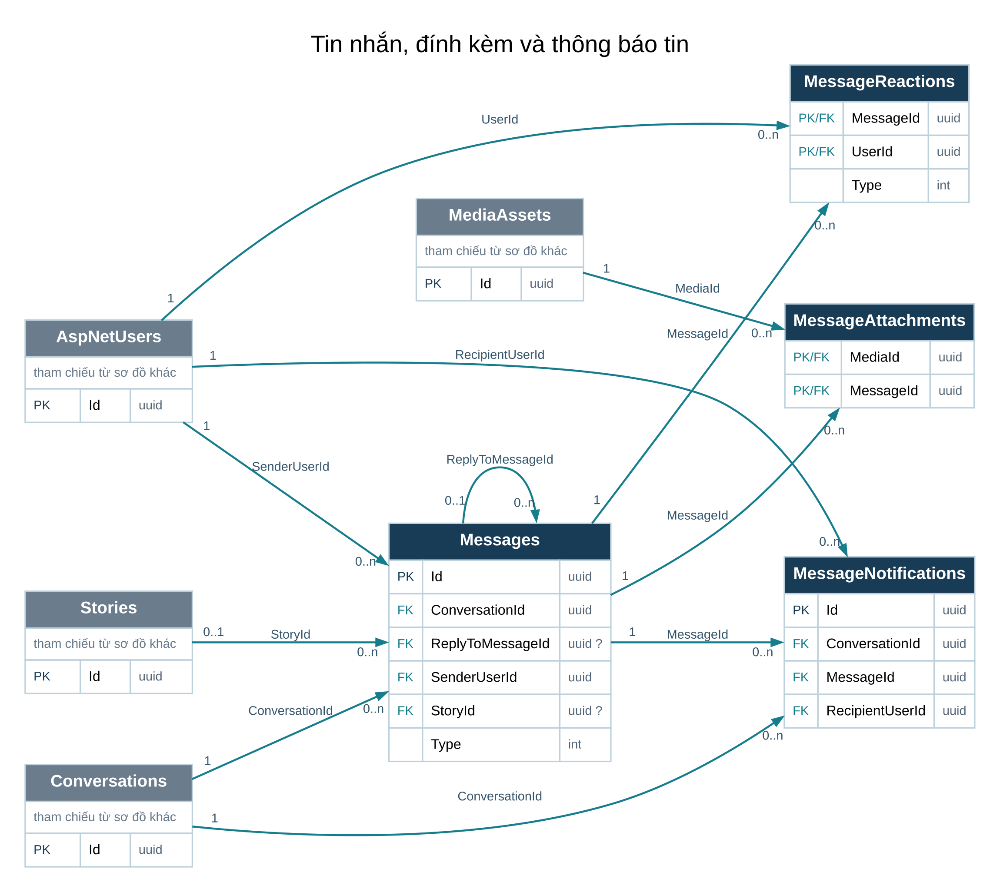 Tin nhắn, đính kèm và thông báo tin
MessageReactions
PK/FK MessageId uuid
PK/FK UserId uuid
Type int
UserId
0..n
0..n
1
MediaAssets
tham chiếu từ sơ đồ khác
PK Id uuid
1
MediaId
0..n
MessageId
MessageAttachments
PK/FK MediaId uuid
PK/FK MessageId uuid
0..n
AspNetUsers
tham chiếu từ sơ đồ khác
PK Id uuid
1
RecipientUserId
1
SenderUserId
0..n
ReplyToMessageId
0..1
0..n
1
MessageId
1
0..n
Messages
PK Id uuid
FK ConversationId uuid
FK ReplyToMessageId uuid ?
FK SenderUserId uuid
FK StoryId uuid ?
Type int
MessageNotifications
PK Id uuid
FK ConversationId uuid
FK MessageId uuid
FK RecipientUserId uuid
1
MessageId
0..n
0..n
Stories
tham chiếu từ sơ đồ khác
PK Id uuid
0..1
StoryId
0..n
ConversationId
0..n
1
Conversations
tham chiếu từ sơ đồ khác
PK Id uuid
1
ConversationId